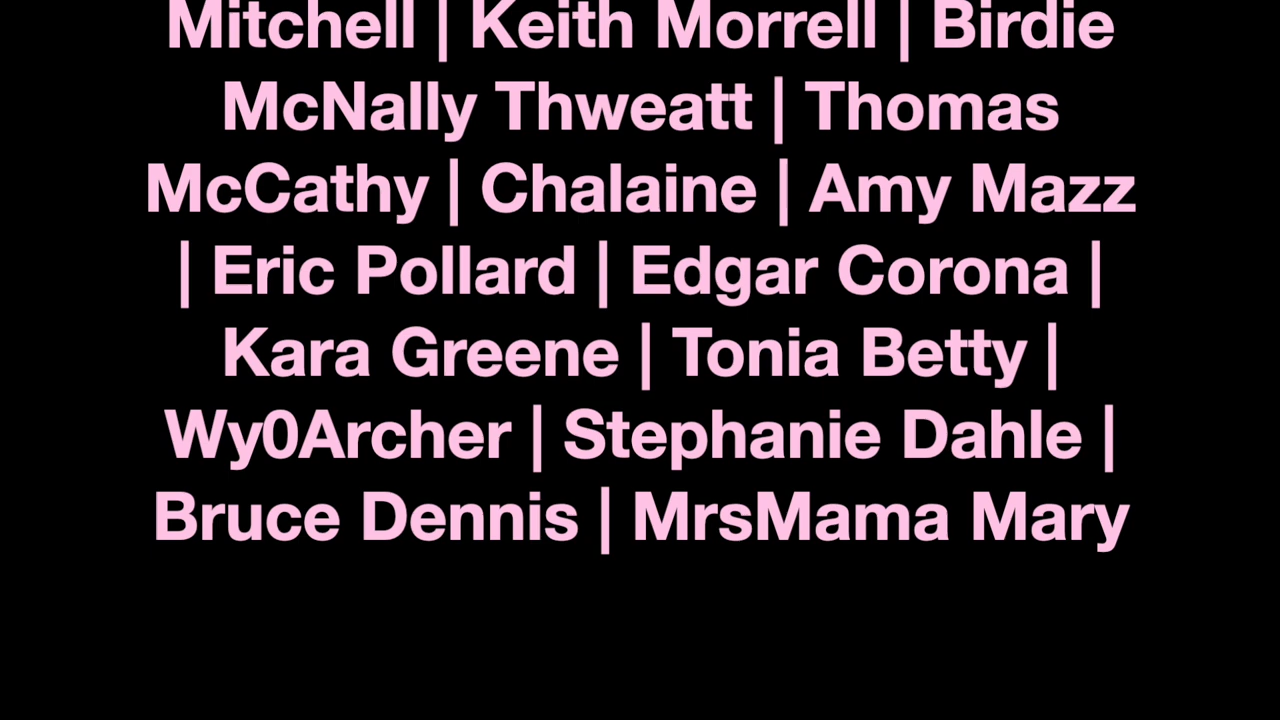 Mitchell | Keith Morrell | Birdie
McNally Thweatt | Thomas
McCathy | Chalaine | Amy Mazz
| Eric Pollard | Edgar Corona |
Kara Greene | Tonia Betty |
Wy0Archer | Stephanie Dahle |
Bruce Dennis | MrsMama Mary